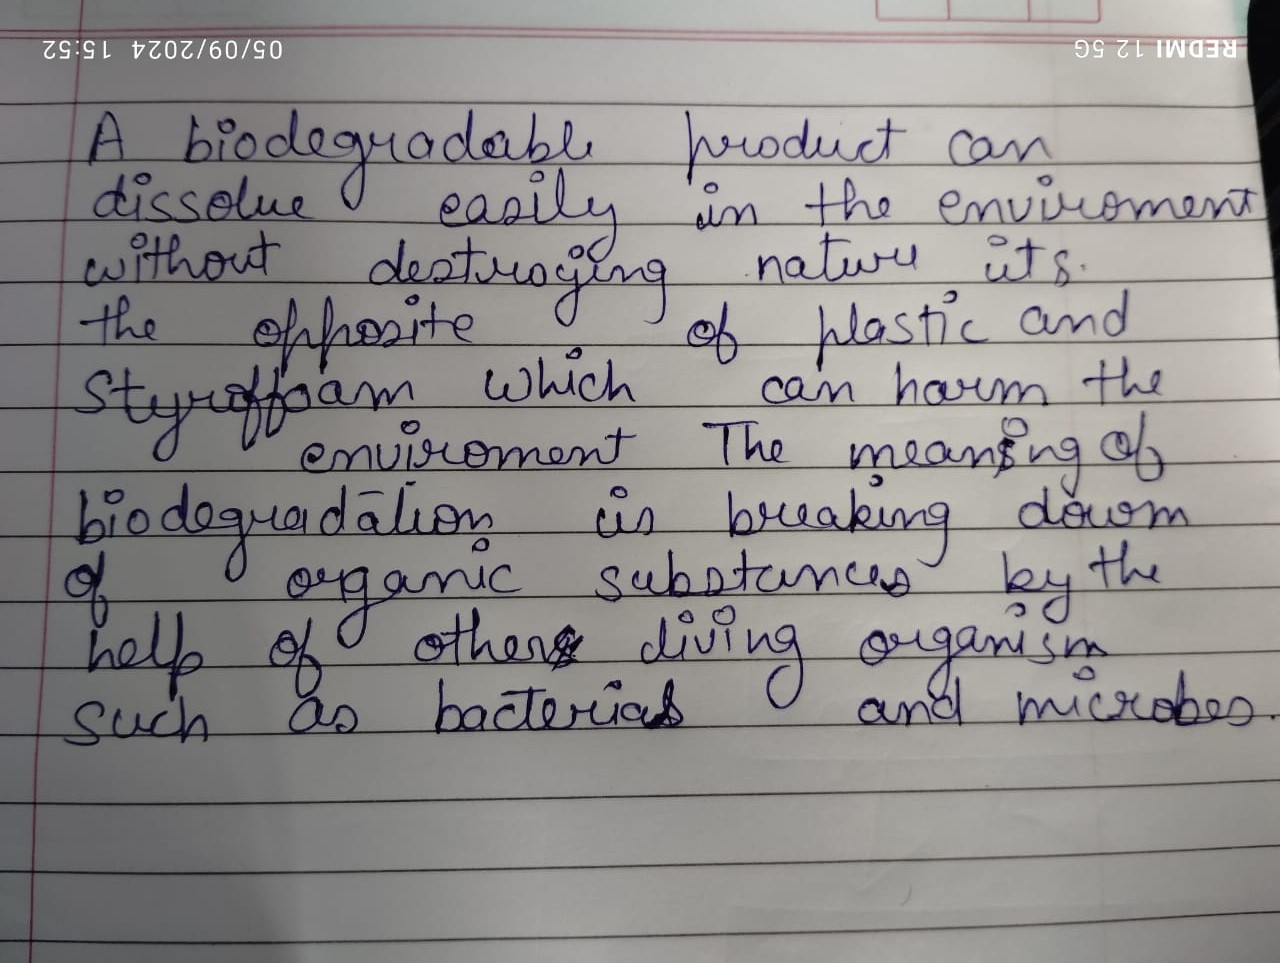 05/09/2024 15:52
REDMI 12 5G
A biodegradable product can
dissolve easily in the enviroment
without destroying nature its.
the opposite of plastic and
Styroffoam which can harm the
enviroment The meaning of
biodegradation is breaking down
of organic substances by the
help of others living organism
such as bacterias and microbes.